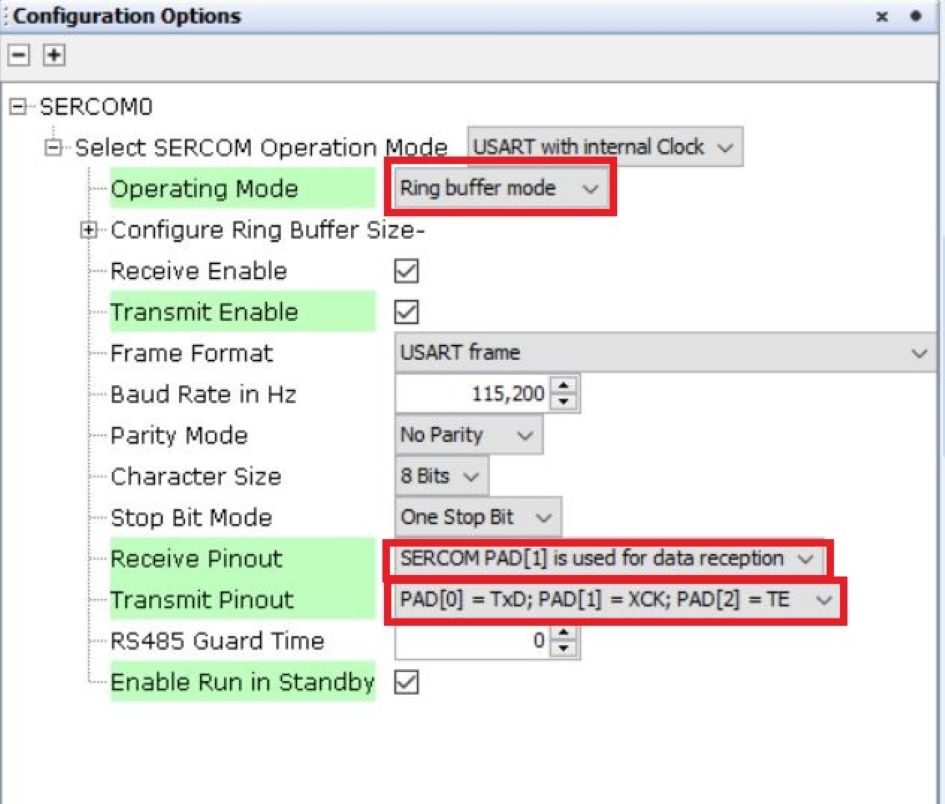 Configuration Options
SERCOM0
Select SERCOM Operation Mode USART with internal Clock
Operating Mode Ring buffer mode
Configure Ring Buffer Size-
Receive Enable
Transmit Enable
Frame Format USART frame
Baud Rate in Hz 115,200
Parity Mode No Parity
Character Size 8 Bits
Stop Bit Mode One Stop Bit
Receive Pinout SERCOM PAD[1] is used for data reception
Transmit Pinout PAD[0] = TxD; PAD[1] = XCK; PAD[2] = TE
RS485 Guard Time 0
Enable Run in Standby